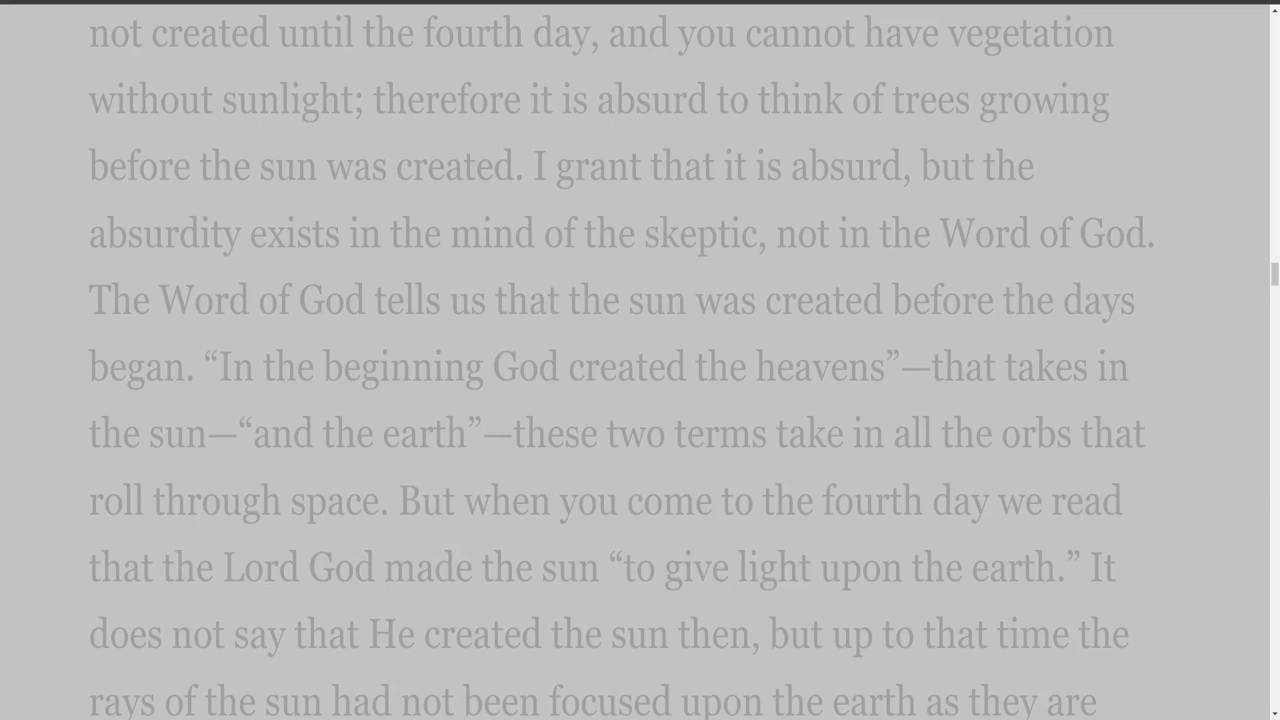 not created until the fourth day, and you cannot have vegetation
without sunlight; therefore it is absurd to think of trees growing
before the sun was created. I grant that it is absurd, but the
absurdity exists in the mind of the skeptic, not in the Word of God.
The Word of God tells us that the sun was created before the days
began. “In the beginning God created the heavens”—that takes in
the sun—“and the earth”—these two terms take in all the orbs that
roll through space. But when you come to the fourth day we read
that the Lord God made the sun “to give light upon the earth.” It
does not say that He created the sun then, but up to that time the
rays of the sun had not been focused upon the earth as they are